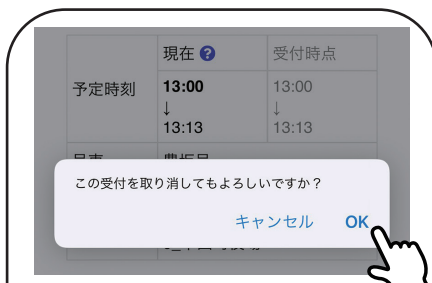 現在 ? 受付時点
予定時刻 13:00 13:00
↓ ↓
13:13 13:13
この受付を取り消してもよろしいですか？
キャンセル OK